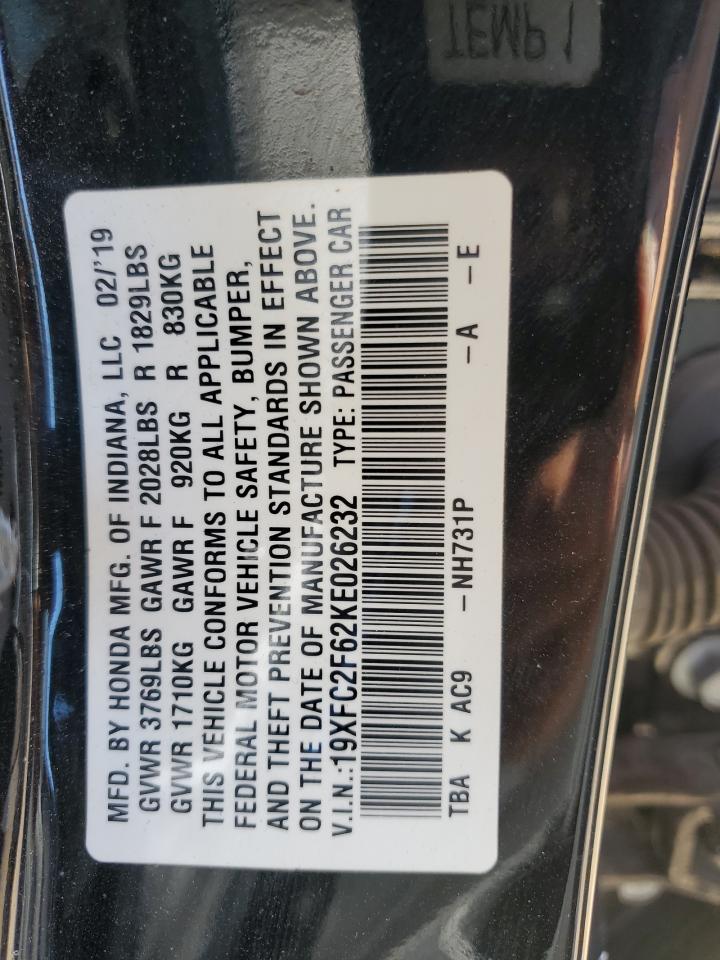 MFD. BY HONDA MFG. OF INDIANA, LLC 02/'19
GVWR 3769LBS GAWR F 2028LBS R 1829LBS
GVWR 1710KG GAWR F 920KG R 830KG
THIS VEHICLE CONFORMS TO ALL APPLICABLE
FEDERAL MOTOR VEHICLE SAFETY, BUMPER,
AND THEFT PREVENTION STANDARDS IN EFFECT
ON THE DATE OF MANUFACTURE SHOWN ABOVE.
V.I.N.:19XFC2F62KE026232 TYPE: PASSENGER CAR
TBA K AC9 -NH731P -A -E
TEMP 1